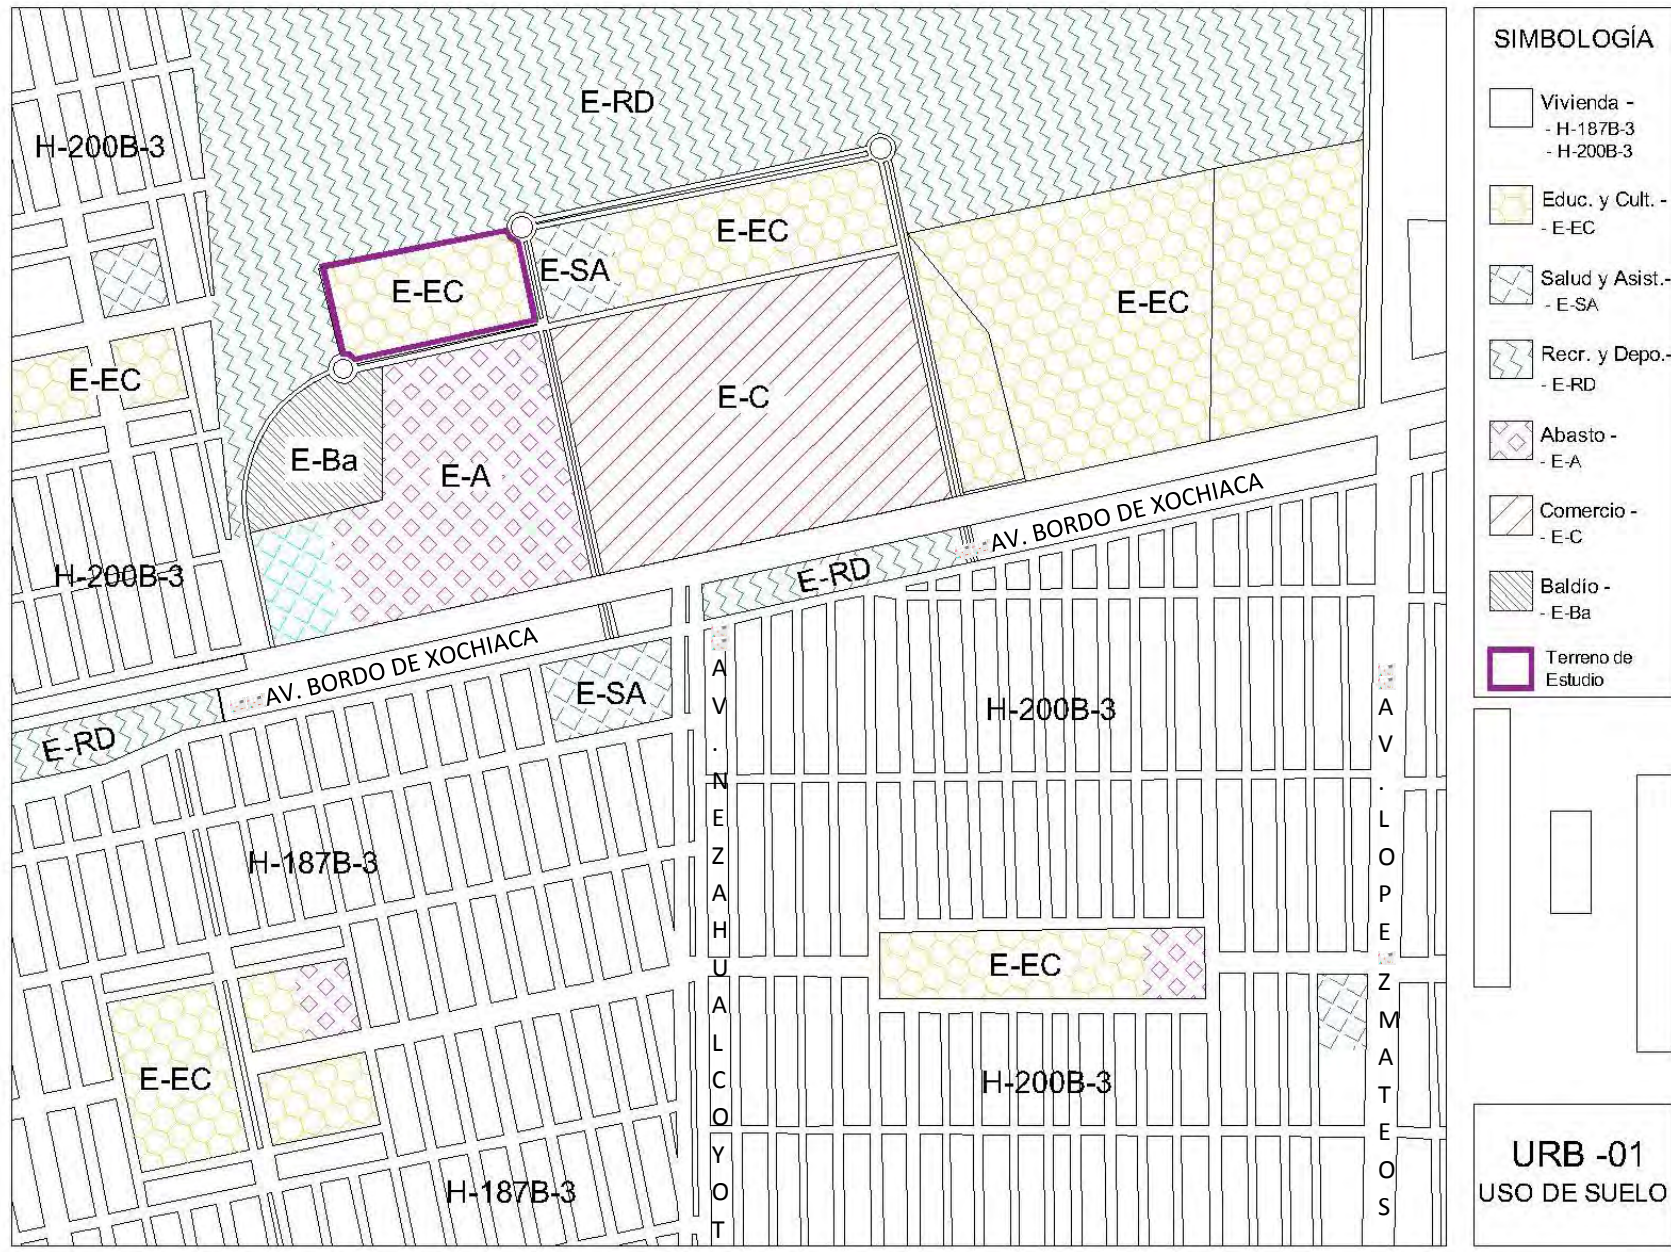 E-RD
H-200B-3
E-EC
E-SA
E-EC
E-EC
E-EC
E-C
E-Ba
E-A
H-200B-3
AV. BORDO DE XOCHIACA
E-RD
AV. BORDO DE XOCHIACA
E-SA
E-RD
H-200B-3
H-187B-3
E-EC
E-EC
H-200B-3
H-187B-3
AV. NEZAHUALCOYOT
AV. LOPEZ MATEOS
SIMBOLOGÍA
Vivienda -
- H-187B-3
- H-200B-3
Educ. y Cult. -
- E-EC
Salud y Asist.-
- E-SA
Recr. y Depo.-
- E-RD
Abasto -
- E-A
Comercio -
- E-C
Baldío -
- E-Ba
Terreno de
Estudio
URB -01
USO DE SUELO